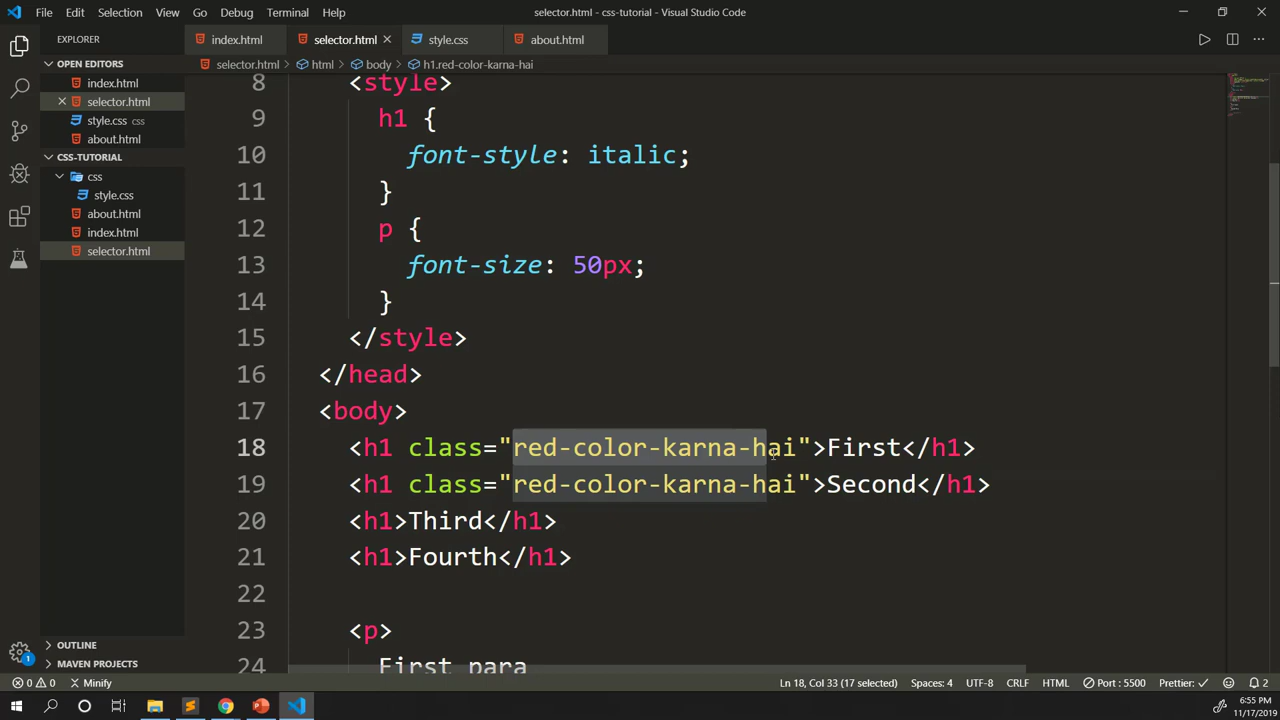 File Edit Selection View Go Debug Terminal Help
selector.html - css-tutorial - Visual Studio Code
EXPLORER
index.html
selector.html
style.css
about.html
OPEN EDITORS
selector.html
html
body
h1.red-color-karna-hai
index.html
selector.html
style.css css
about.html
CSS-TUTORIAL
css
style.css
about.html
index.html
selector.html
8 <style>
9 h1 {
10 font-style: italic;
11 }
12 p {
13 font-size: 50px;
14 }
15 </style>
16 </head>
17 <body>
18 <h1 class="red-color-karna-hai">First</h1>
19 <h1 class="red-color-karna-hai">Second</h1>
20 <h1>Third</h1>
21 <h1>Fourth</h1>
22
23 <p>
24 First para
OUTLINE
MAVEN PROJECTS
1
0 0 Minify
Ln 18, Col 33 (17 selected) Spaces: 4 UTF-8 CRLF HTML Port : 5500 Prettier: 2
6:55 PM
11/17/2019